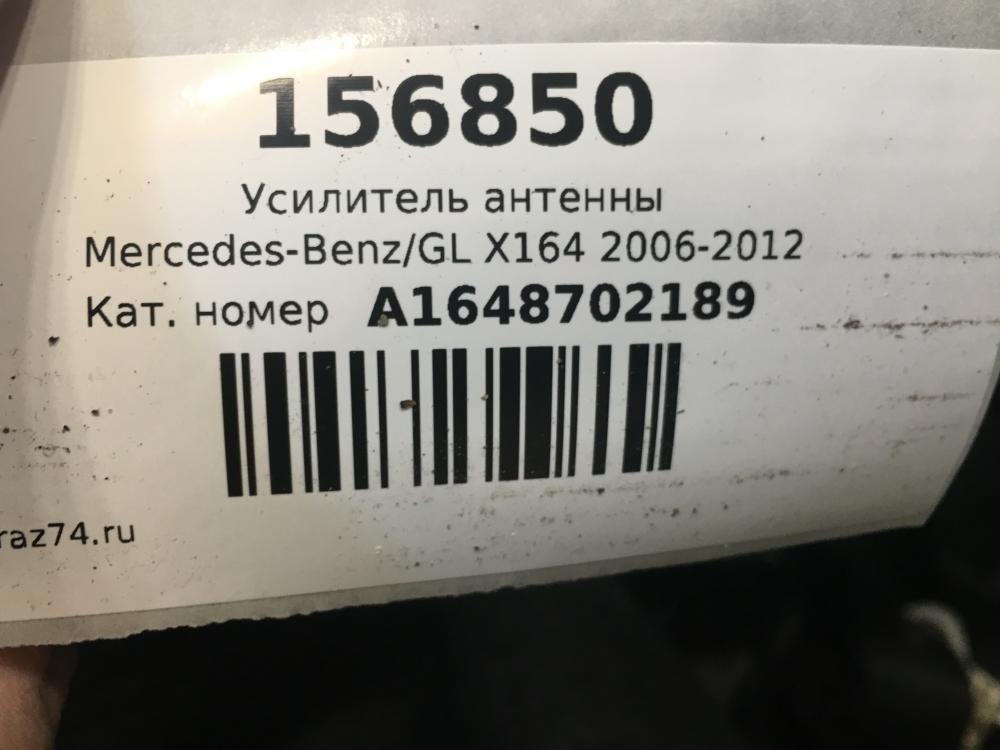 156850
Усилитель антенны
Mercedes-Benz/GL X164 2006-2012
Кат. номер A1648702189
raz74.ru